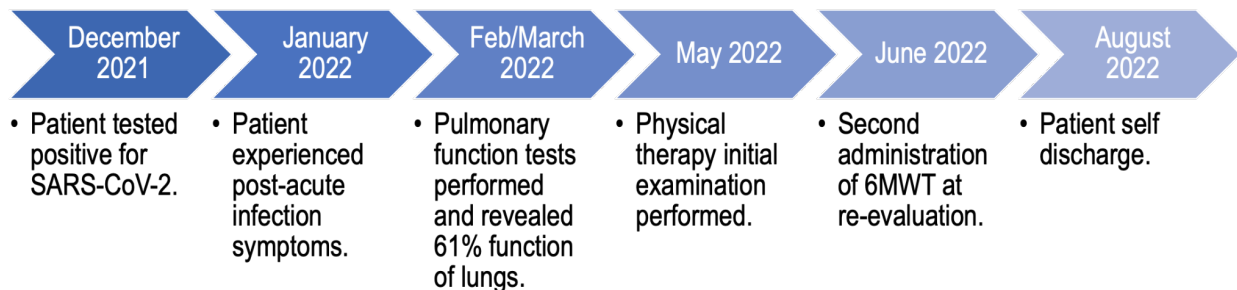 December
2021
January
2022
Feb/March
2022
May 2022
June 2022
August
2022
• Patient tested
positive for
SARS-CoV-2.
• Patient
experienced
post-acute
infection
symptoms.
• Pulmonary
function tests
performed
and revealed
61% function
of lungs.
• Physical
therapy initial
examination
performed.
• Second
administration
of 6MWT at
re-evaluation.
• Patient self
discharge.